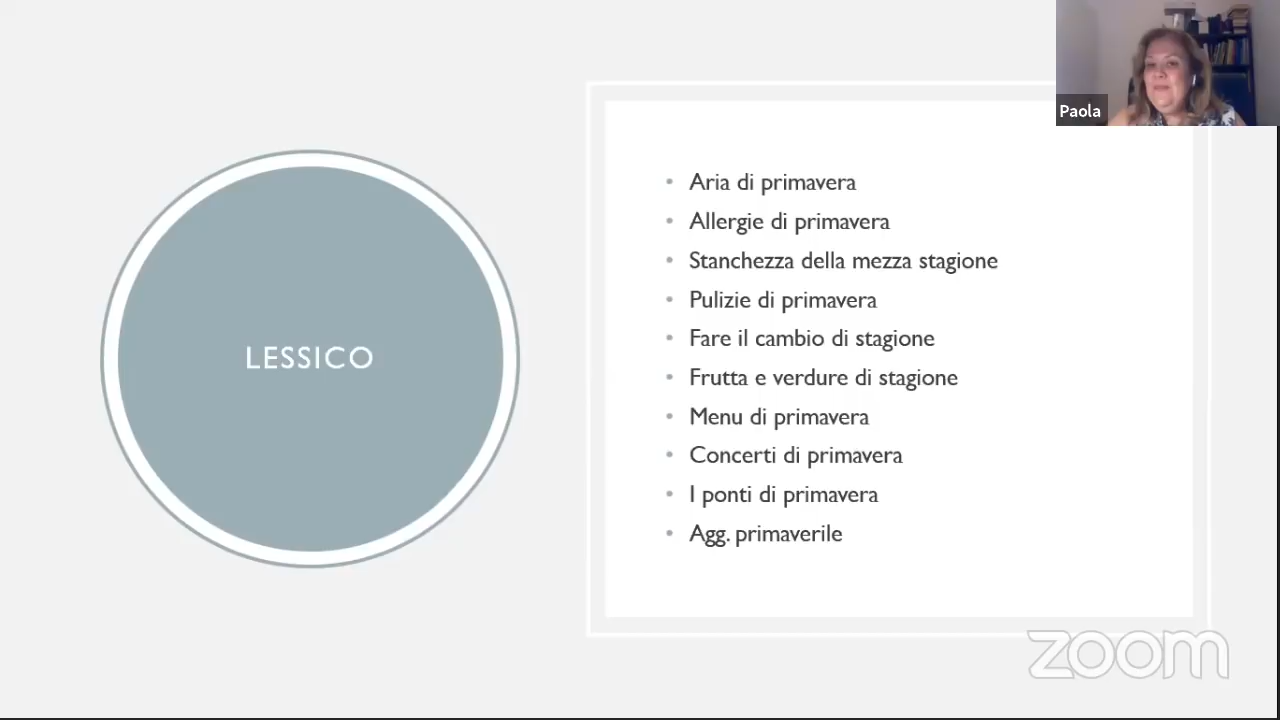 Paola
LESSICO
Aria di primavera
Allergie di primavera
Stanchezza della mezza stagione
Pulizie di primavera
Fare il cambio di stagione
Frutta e verdure di stagione
Menu di primavera
Concerti di primavera
I ponti di primavera
Agg. primaverile
zoom